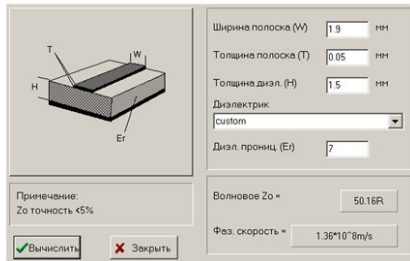 T
W
H
Er
Примечание:
Zo точность <5%
Вычислить
Закрыть
Ширина полоска (W) 1.9 мм
Толщина полоска (T) 0.05 мм
Толщина диэл. (H) 1.5 мм
Диэлектрик
custom
Диэл. прониц. (Er) 7
Волновое Zo = 50.16R
Фаз. скорость = 1.36*10^8m/s